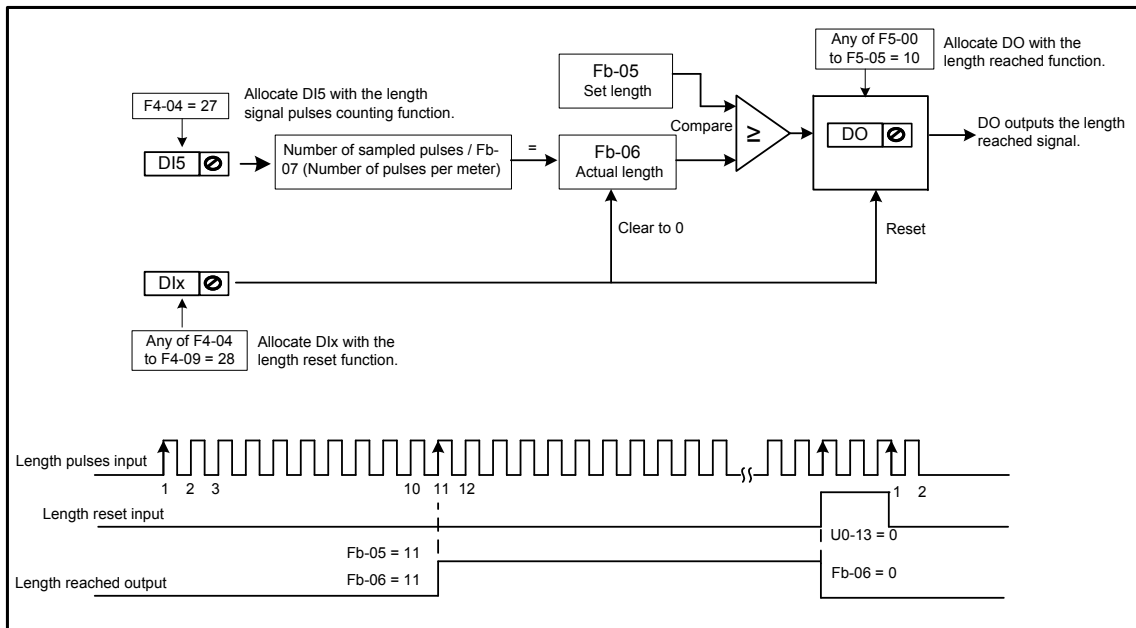 Any of F5-00
to F5-05 = 10
Allocate DO with the
length reached function.
Fb-05
Set length
F4-04 = 27
Allocate DI5 with the length
signal pulses counting function.
Compare
≥
DO
DO outputs the length
reached signal.
DI5
Number of sampled pulses / Fb-
07 (Number of pulses per meter)
=
Fb-06
Actual length
Clear to 0
Reset
DIx
Any of F4-04
to F4-09 = 28
Allocate DIx with the
length reset function.
Length pulses input
1 2 3 10 11 12 1 2
Length reset input
U0-13 = 0
Fb-05 = 11
Fb-06 = 11
Fb-06 = 0
Length reached output